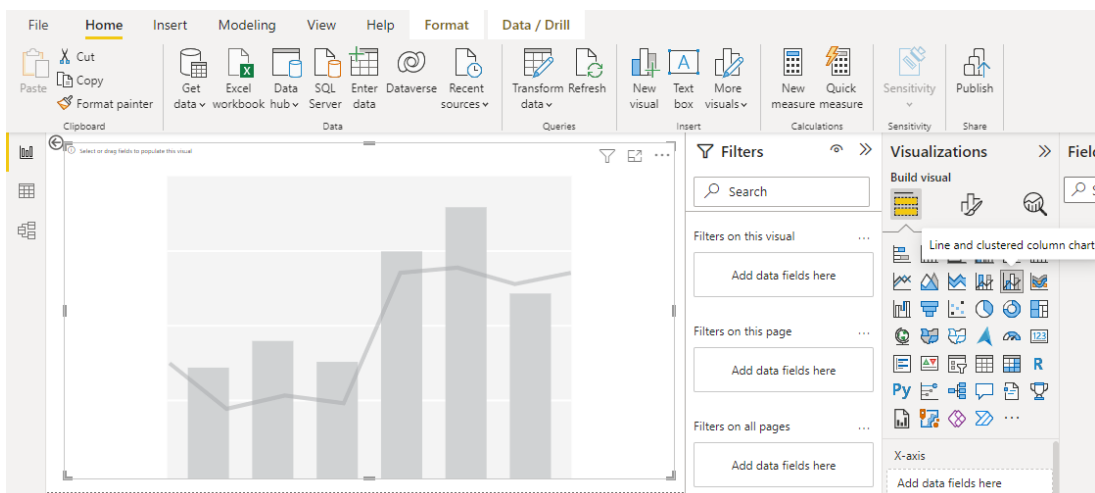 File Home Insert Modeling View Help Format Data / Drill
Paste
Cut
Copy
Format painter
Clipboard
Get data
Excel workbook
Data hub
SQL Server
Enter data
Dataverse
Recent sources
Data
Transform data
Refresh
Queries
New visual
Text box
More visuals
Insert
New measure
Quick measure
Calculations
Sensitivity
Sensitivity
Publish
Share
Select or drag fields to populate this visual
Filters
Search
Filters on this visual ...
Add data fields here
Filters on this page ...
Add data fields here
Filters on all pages ...
Add data fields here
Visualizations
Build visual
Line and clustered column chart
123
R
Py
...
X-axis
Add data fields here